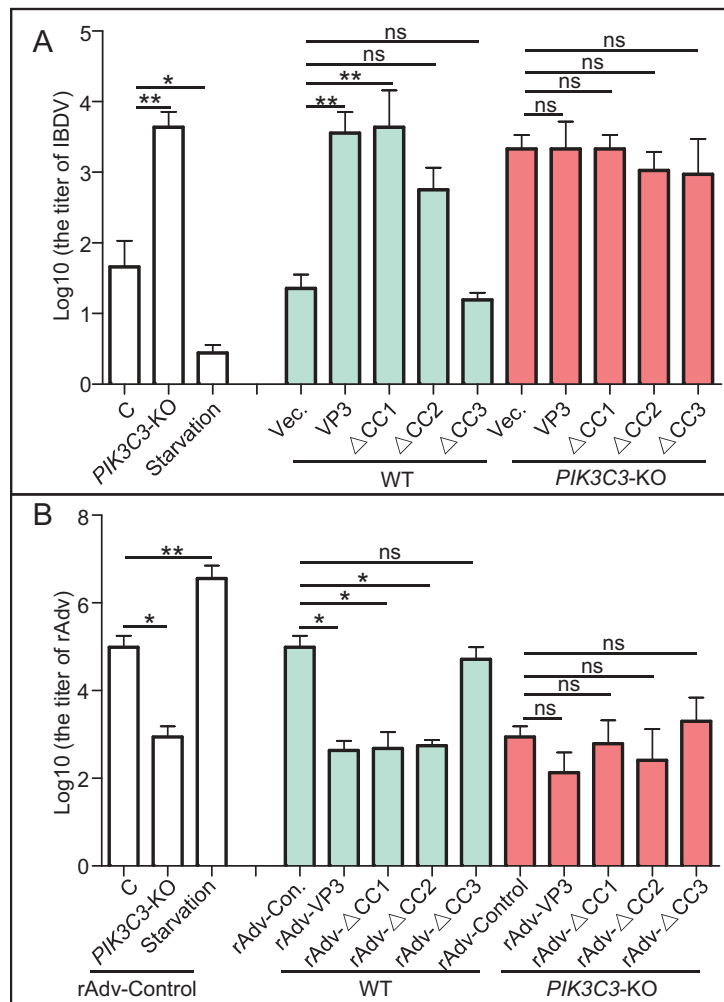 A
Log10 (the titer of IBDV)
5
4
3
2
1
0
ns
ns
**
**
*
**
ns
ns
ns
ns
C
PIK3C3-KO
Starvation
Vec.
VP3
△CC1
△CC2
△CC3
Vec.
VP3
△CC1
△CC2
△CC3
WT
PIK3C3-KO
B
Log10 (the titer of rAdv)
8
6
4
2
0
**
*
ns
*
*
*
ns
ns
ns
ns
C
PIK3C3-KO
Starvation
rAdv-Con.
rAdv-VP3
rAdv-△CC1
rAdv-△CC2
rAdv-△CC3
rAdv-Control
rAdv-VP3
rAdv-△CC1
rAdv-△CC2
rAdv-△CC3
rAdv-Control
WT
PIK3C3-KO